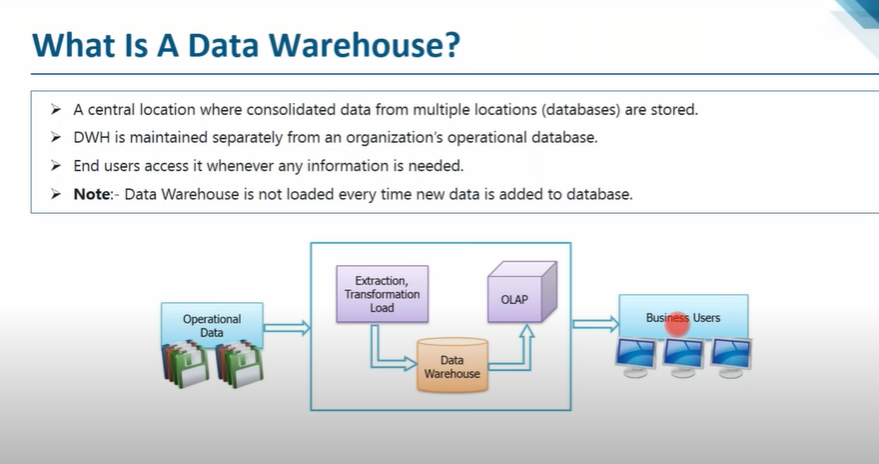 What Is A Data Warehouse?
➢ A central location where consolidated data from multiple locations (databases) are stored.
➢ DWH is maintained separately from an organization's operational database.
➢ End users access it whenever any information is needed.
➢ Note:- Data Warehouse is not loaded every time new data is added to database.
Operational
Data
Extraction,
Transformation
Load
Data
Warehouse
OLAP
Business Users